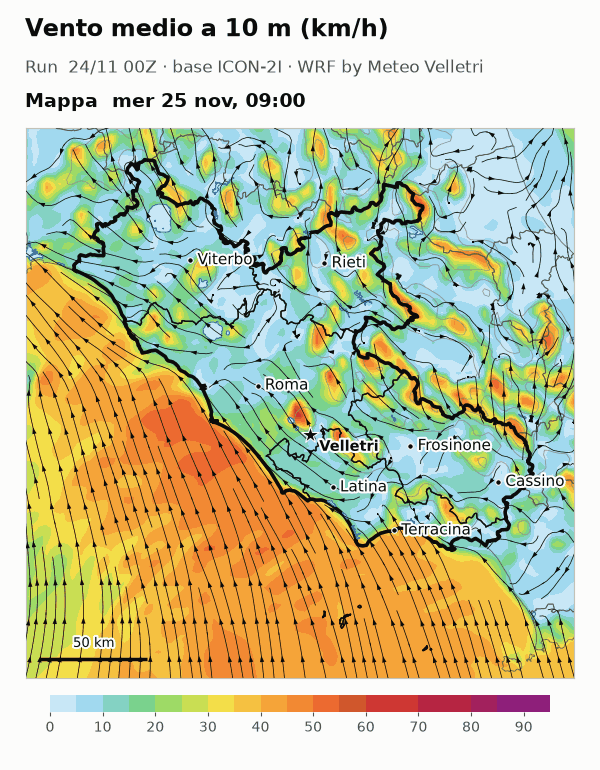 Vento medio a 10 m (km/h)
Run  24/11 00Z · base ICON-2I · WRF by Meteo Velletri
Mappa  mer 25 nov, 09:00
Viterbo
Rieti
Roma
Velletri
Frosinone
Cassino
Latina
Terracina
50 km
0 10 20 30 40 50 60 70 80 90